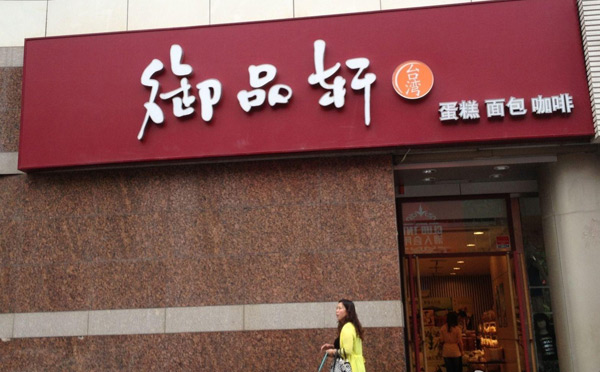 御品轩
台湾
蛋糕 面包 咖啡